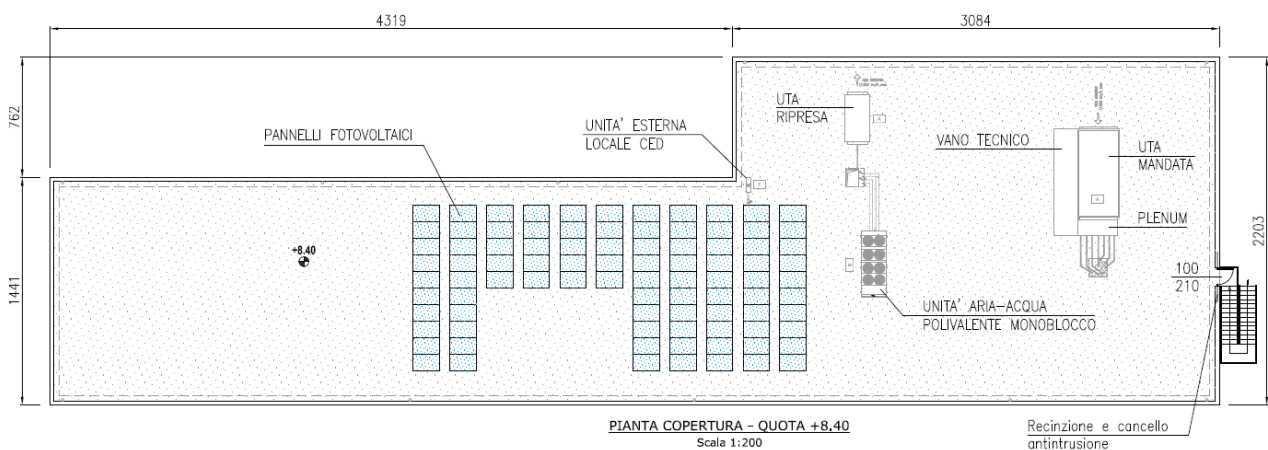 4319
3084
762
1441
2203
PANNELLI FOTOVOLTAICI
UNITA' ESTERNA
LOCALE CED
UTA
RIPRESA
VANO TECNICO
UTA
MANDATA
PLENUM
+8.40
100
210
UNITA' ARIA-ACQUA
POLIVALENTE MONOBLOCCO
PIANTA COPERTURA - QUOTA +8.40
Scala 1:200
Recinzione e cancello
antintrusione